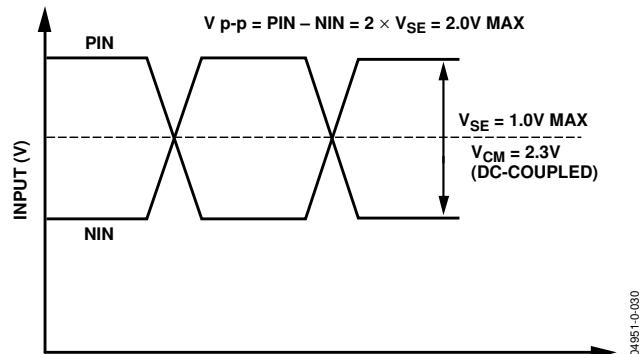 V p-p = PIN – NIN = 2 × VSE = 2.0V MAX
PIN
VSE = 1.0V MAX
VCM = 2.3V
(DC-COUPLED)
INPUT (V)
NIN
04951-0-030